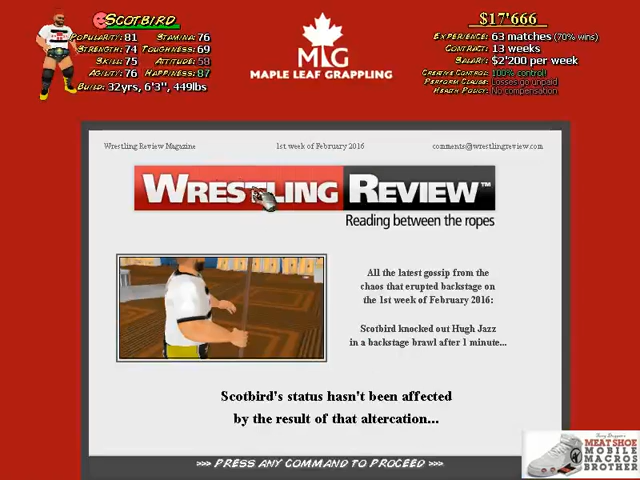 SCOTBIRD
POPULARITY: 81 STAMINA: 76
STRENGTH: 74 TOUGHNESS: 69
SKILL: 75 ATTITUDE: 58
AGILITY: 76 HAPPINESS: 87
BUILD: 32yrs, 6'3", 449lbs
MLG
MAPLE LEAF GRAPPLING
$17'666
EXPERIENCE: 63 matches (70% wins)
CONTRACT: 13 weeks
SALARY: $2'200 per week
CREATIVE CONTROL: 100% control!
PERFORM CLAUSE: Losses go unpaid
HEALTH POLICY: No compensation
Wrestling Review Magazine 1st week of February 2016 comments@wrestlingreview.com
WRESTLING REVIEW™
Reading between the ropes
All the latest gossip from the
chaos that erupted backstage on
the 1st week of February 2016:
Scotbird knocked out Hugh Jazz
in a backstage brawl after 1 minute...
Scotbird's status hasn't been affected
by the result of that altercation...
>>> PRESS ANY COMMAND TO PROCEED >>>
MEAT SHOE
MOBILE
MACROS
BROTHER